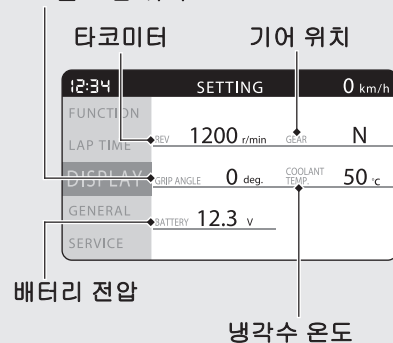 타코미터 기어 위치
12:34 SETTING 0 km/h
FUNCTION
LAP TIME
DISPLAY
GENERAL
SERVICE
REV 1200 r/min GEAR N
GRIP ANGLE 0 deg. COOLANT TEMP. 50 ℃
BATTERY 12.3 V
배터리 전압
냉각수 온도